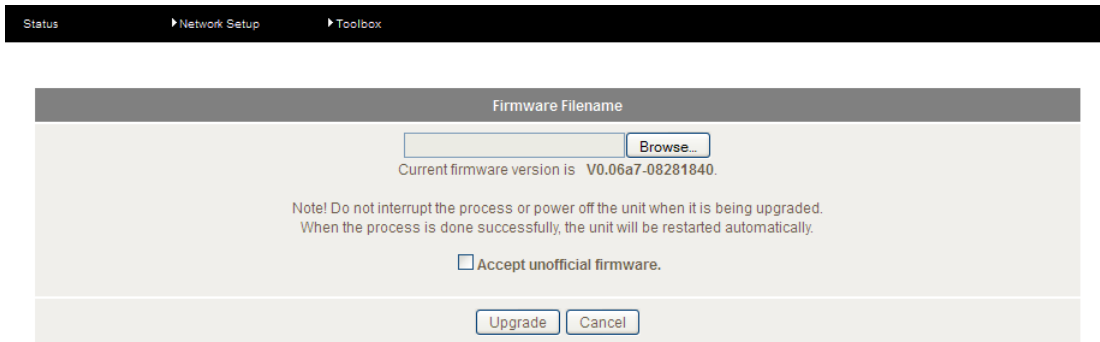 Status Network Setup Toolbox
Firmware Filename
Browse...
Current firmware version is V0.06a7-08281840.
Note! Do not interrupt the process or power off the unit when it is being upgraded.
When the process is done successfully, the unit will be restarted automatically.
Accept unofficial firmware.
Upgrade Cancel